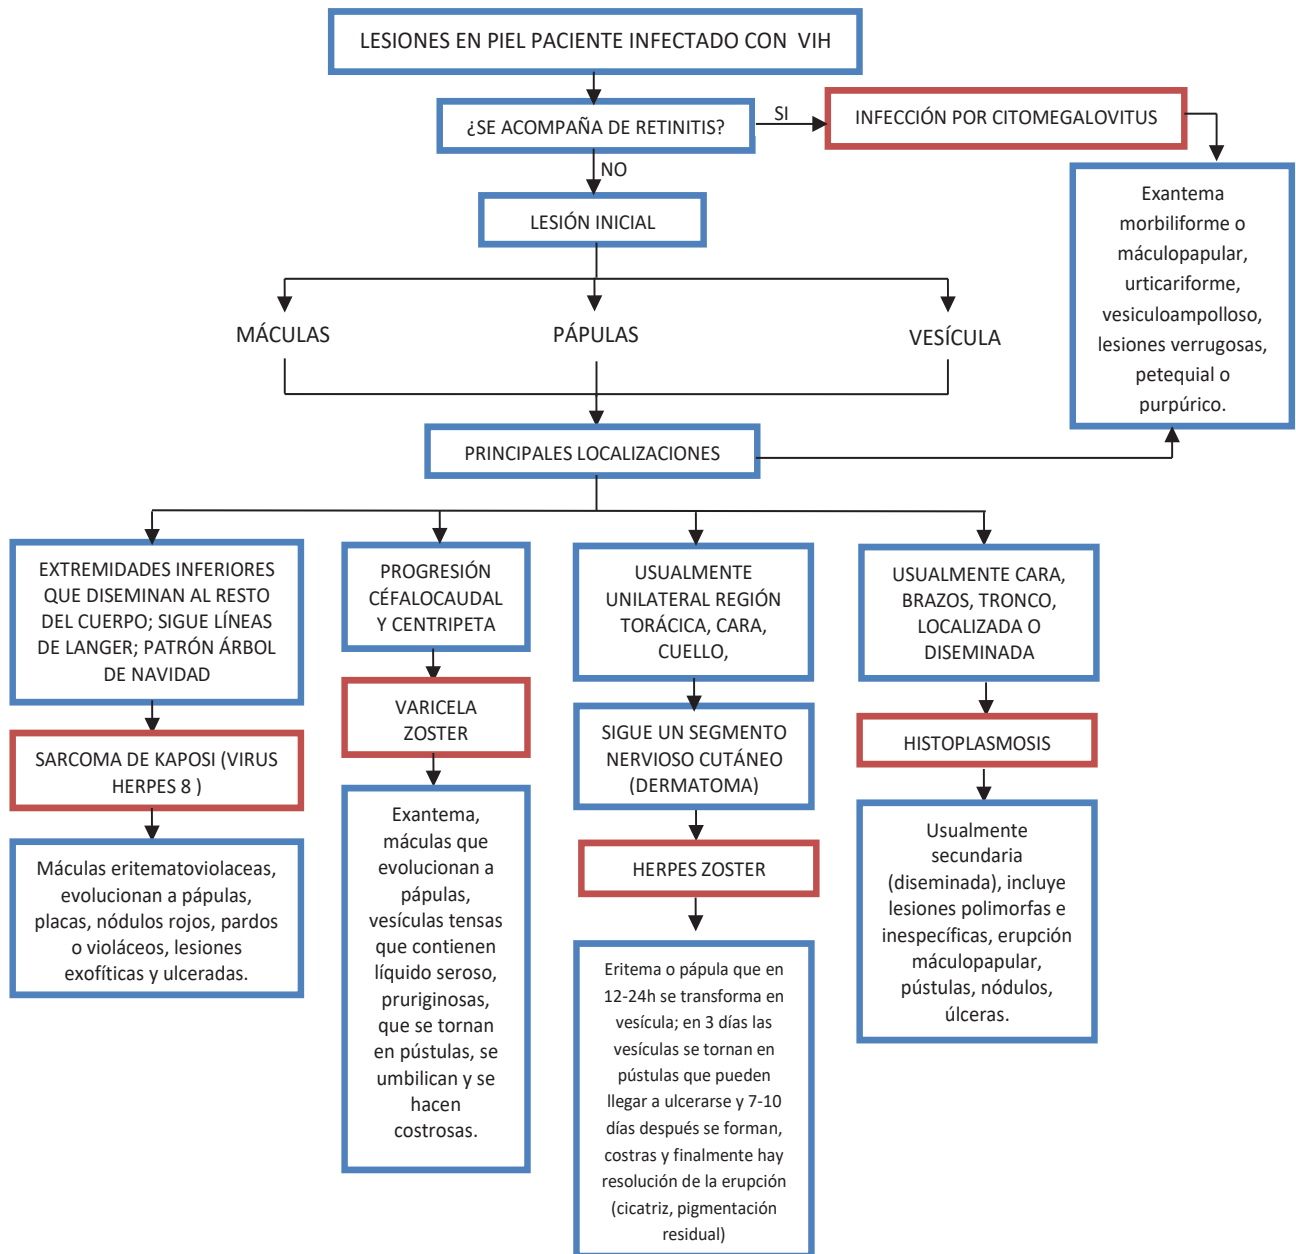 LESIONES EN PIEL PACIENTE INFECTADO CON VIH
¿SE ACOMPAÑA DE RETINITIS?
SI
INFECCIÓN POR CITOMEGALOVITUS
NO
LESIÓN INICIAL
Exantema
morbiliforme o
máculopapular,
urticariforme,
vesiculoampolloso,
lesiones verrugosas,
petequial o
purpúrico.
MÁCULAS
PÁPULAS
VESÍCULA
PRINCIPALES LOCALIZACIONES
EXTREMIDADES INFERIORES
QUE DISEMINAN AL RESTO
DEL CUERPO; SIGUE LÍNEAS
DE LANGER; PATRÓN ÁRBOL
DE NAVIDAD
SARCOMA DE KAPOSI (VIRUS
HERPES 8 )
Máculas eritematoviolaceas,
evolucionan a pápulas,
placas, nódulos rojos, pardos
o violáceos, lesiones
exofíticas y ulceradas.
PROGRESIÓN
CÉFALOCAUDAL
Y CENTRIPETA
VARICELA
ZOSTER
Exantema,
máculas que
evolucionan a
pápulas,
vesículas tensas
que contienen
líquido seroso,
pruriginosas,
que se tornan
en pústulas, se
umbilican y se
hacen
costrosas.
USUALMENTE
UNILATERAL REGIÓN
TORÁCICA, CARA,
CUELLO,
SIGUE UN SEGMENTO
NERVIOSO CUTÁNEO
(DERMATOMA)
HERPES ZOSTER
Eritema o pápula que en
12-24h se transforma en
vesícula; en 3 días las
vesículas se tornan en
pústulas que pueden
llegar a ulcerarse y 7-10
días después se forman,
costras y finalmente hay
resolución de la erupción
(cicatriz, pigmentación
residual)
USUALMENTE CARA,
BRAZOS, TRONCO,
LOCALIZADA O
DISEMINADA
HISTOPLASMOSIS
Usualmente
secundaria
(diseminada), incluye
lesiones polimorfas e
inespecíficas, erupción
máculopapular,
pústulas, nódulos,
úlceras.